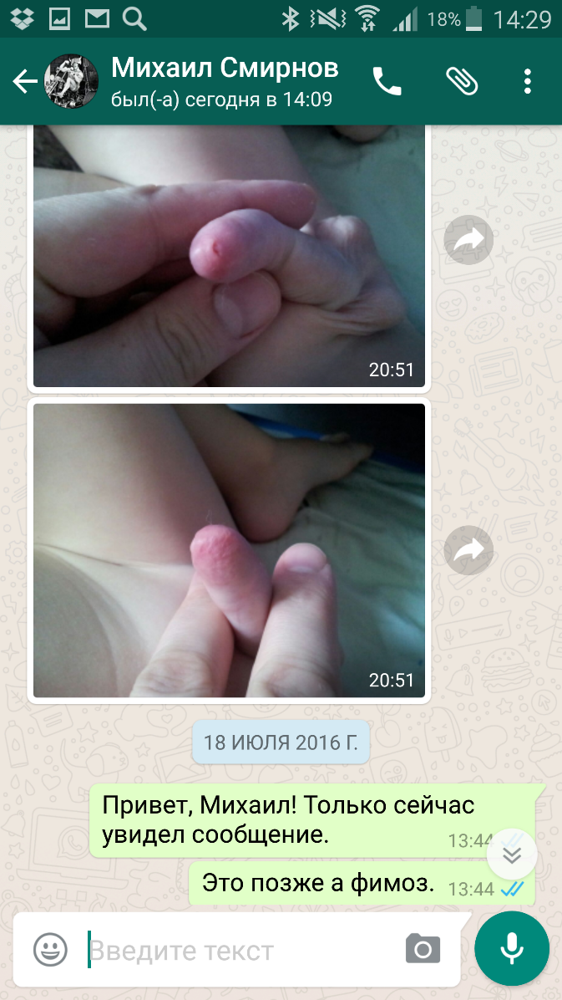 18% 14:29
Михаил Смирнов
был(-а) сегодня в 14:09
20:51
20:51
18 ИЮЛЯ 2016 Г.
Привет, Михаил! Только сейчас
увидел сообщение.
13:44
Это позже а фимоз. 13:44
Введите текст